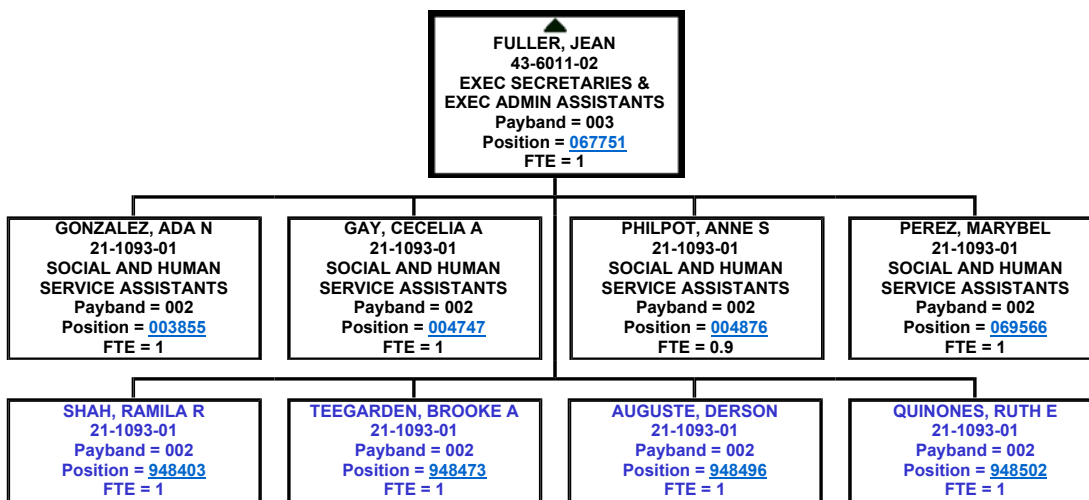 FULLER, JEAN
43-6011-02
EXEC SECRETARIES &
EXEC ADMIN ASSISTANTS
Payband = 003
Position = 067751
FTE = 1
GONZALEZ, ADA N
21-1093-01
SOCIAL AND HUMAN
SERVICE ASSISTANTS
Payband = 002
Position = 003855
FTE = 1
GAY, CECELIA A
21-1093-01
SOCIAL AND HUMAN
SERVICE ASSISTANTS
Payband = 002
Position = 004747
FTE = 1
PHILPOT, ANNE S
21-1093-01
SOCIAL AND HUMAN
SERVICE ASSISTANTS
Payband = 002
Position = 004876
FTE = 0.9
PEREZ, MARYBEL
21-1093-01
SOCIAL AND HUMAN
SERVICE ASSISTANTS
Payband = 002
Position = 069566
FTE = 1
SHAH, RAMILA R
21-1093-01
Payband = 002
Position = 948403
FTE = 1
TEEGARDEN, BROOKE A
21-1093-01
Payband = 002
Position = 948473
FTE = 1
AUGUSTE, DERSON
21-1093-01
Payband = 002
Position = 948496
FTE = 1
QUINONES, RUTH E
21-1093-01
Payband = 002
Position = 948502
FTE = 1